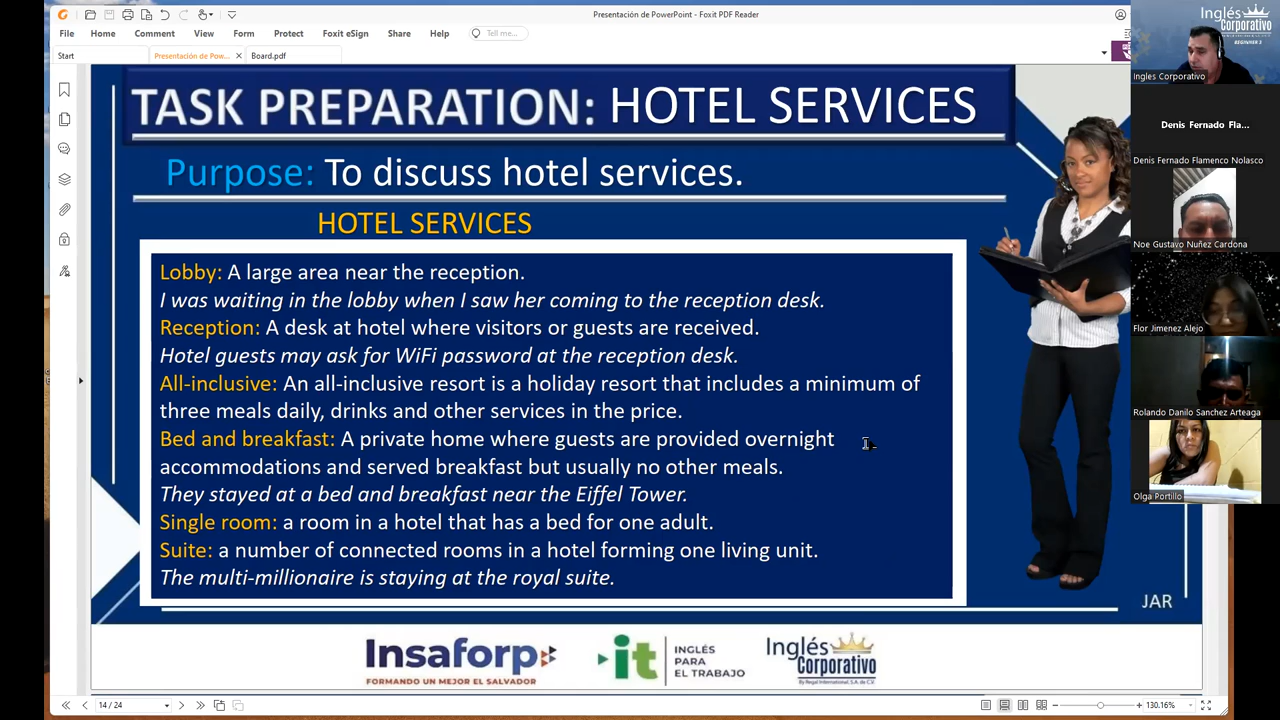 Presentación de PowerPoint - Foxit PDF Reader
File Home Comment View Form Protect Foxit eSign Share Help Tell me...
Start Presentación de Pow... Board.pdf
TASK PREPARATION: HOTEL SERVICES
Purpose: To discuss hotel services.
HOTEL SERVICES
Lobby: A large area near the reception.
I was waiting in the lobby when I saw her coming to the reception desk.
Reception: A desk at hotel where visitors or guests are received.
Hotel guests may ask for WiFi password at the reception desk.
All-inclusive: An all-inclusive resort is a holiday resort that includes a minimum of
three meals daily, drinks and other services in the price.
Bed and breakfast: A private home where guests are provided overnight
accommodations and served breakfast but usually no other meals.
They stayed at a bed and breakfast near the Eiffel Tower.
Single room: a room in a hotel that has a bed for one adult.
Suite: a number of connected rooms in a hotel forming one living unit.
The multi-millionaire is staying at the royal suite.
JAR
Insaforp
FORMANDO UN MEJOR EL SALVADOR
it
INGLÉS
PARA
EL TRABAJO
Inglés
Corporativo
By Regal International, S.A. de C.V.
14 / 24
130.16%
Inglés
Corporativo
BEGINNER 2
Ingles Corporativo
Denis Fernado Fla...
Denis Fernado Flamenco Nolasco
Noe Gustavo Nuñez Cardona
Flor Jimenez Alejo
Rolando Danilo Sanchez Arteaga
Olga Portillo